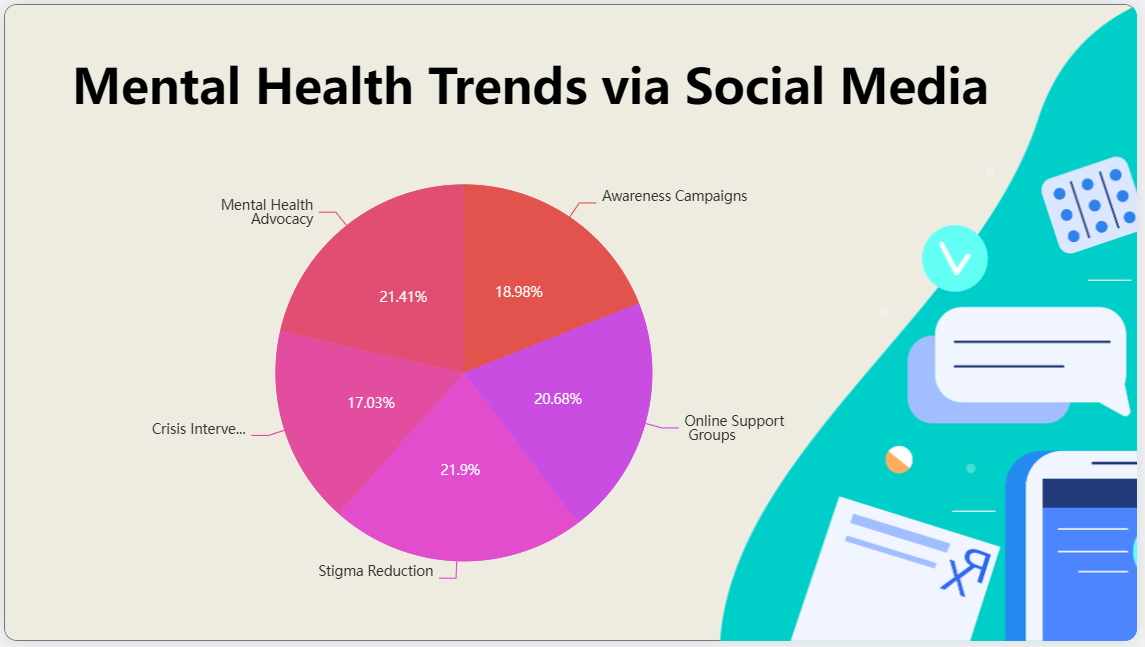 Mental Health Trends via Social Media
Mental Health
Advocacy
Awareness Campaigns
21.41%
18.98%
17.03%
20.68%
Crisis Interve...
Online Support
Groups
21.9%
Stigma Reduction
Rx